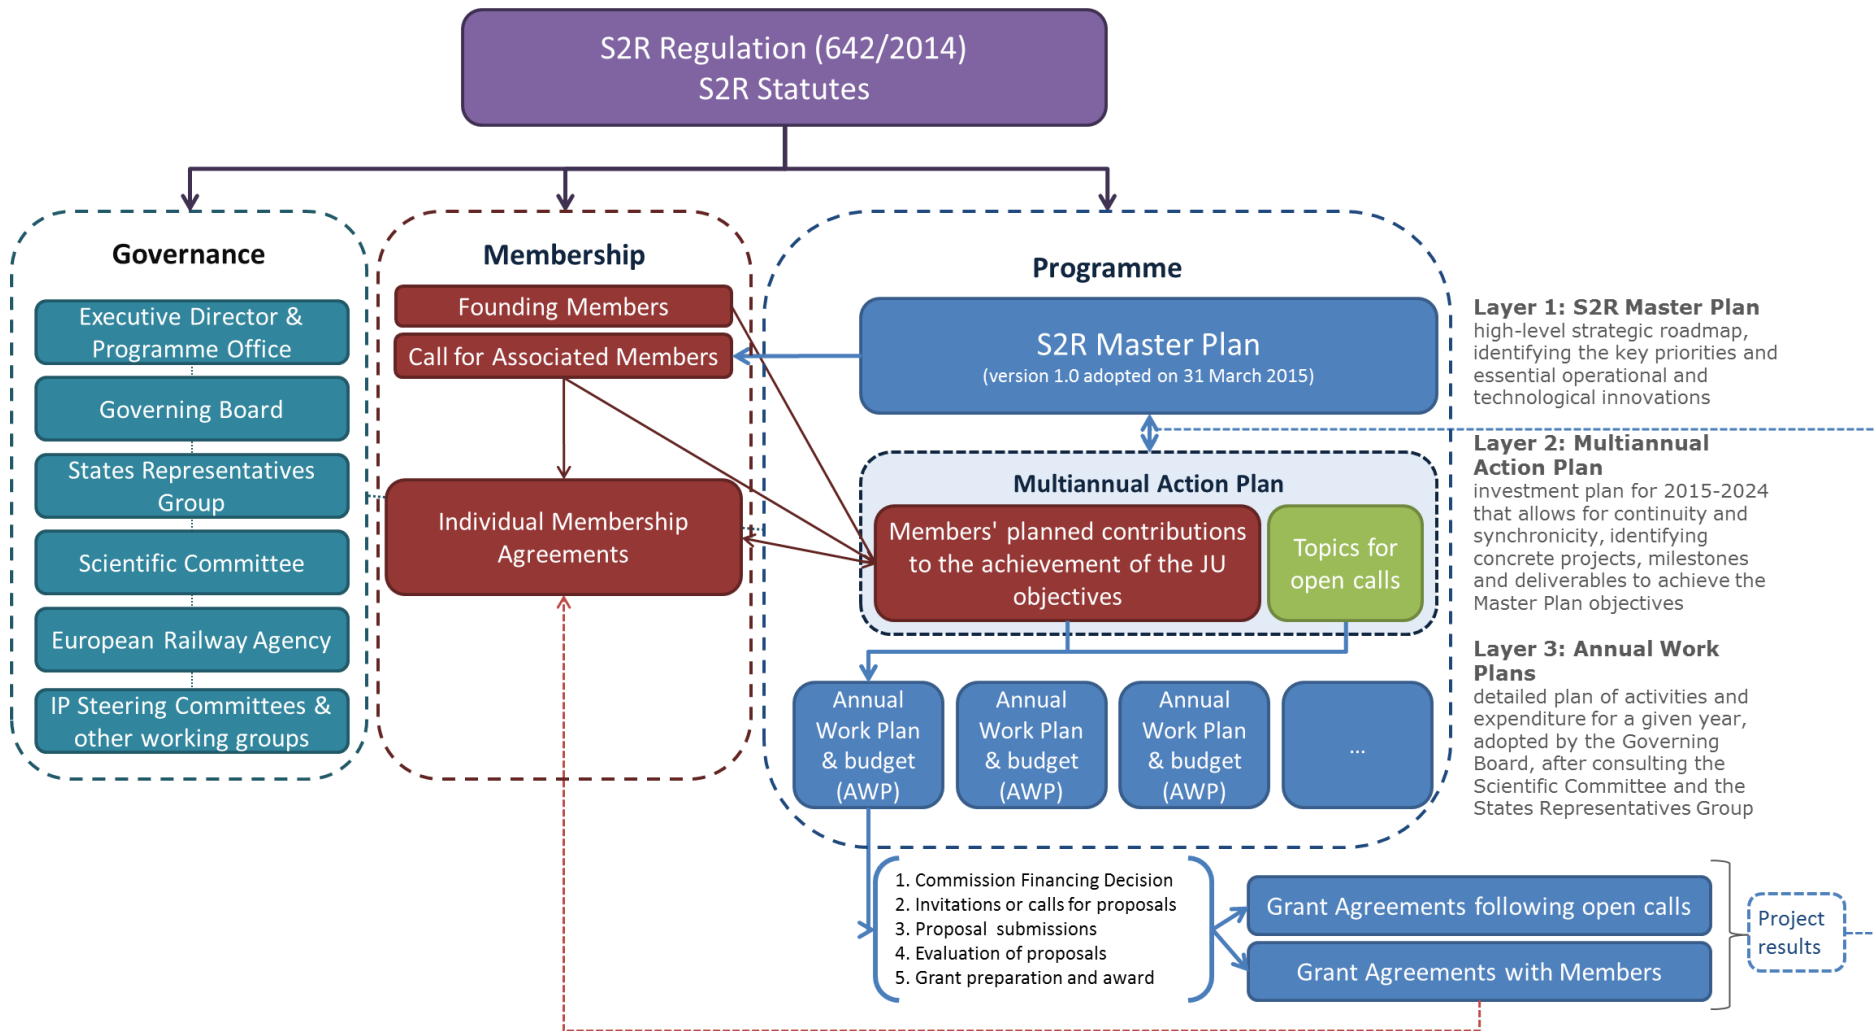 S2R Regulation (642/2014)
S2R Statutes
Governance
Executive Director &
Programme Office
Governing Board
States Representatives
Group
Scientific Committee
European Railway Agency
IP Steering Committees &
other working groups
Membership
Founding Members
Call for Associated Members
Individual Membership
Agreements
Programme
S2R Master Plan
(version 1.0 adopted on 31 March 2015)
Multiannual Action Plan
Members' planned contributions
to the achievement of the JU
objectives
Topics for
open calls
Annual
Work Plan
& budget
(AWP)
Annual
Work Plan
& budget
(AWP)
Annual
Work Plan
& budget
(AWP)
...
Layer 1: S2R Master Plan
high-level strategic roadmap,
identifying the key priorities and
essential operational and
technological innovations
Layer 2: Multiannual
Action Plan
investment plan for 2015-2024
that allows for continuity and
synchronicity, identifying
concrete projects, milestones
and deliverables to achieve the
Master Plan objectives
Layer 3: Annual Work
Plans
detailed plan of activities and
expenditure for a given year,
adopted by the Governing
Board, after consulting the
Scientific Committee and the
States Representatives Group
1. Commission Financing Decision
2. Invitations or calls for proposals
3. Proposal submissions
4. Evaluation of proposals
5. Grant preparation and award
Grant Agreements following open calls
Grant Agreements with Members
Project
results